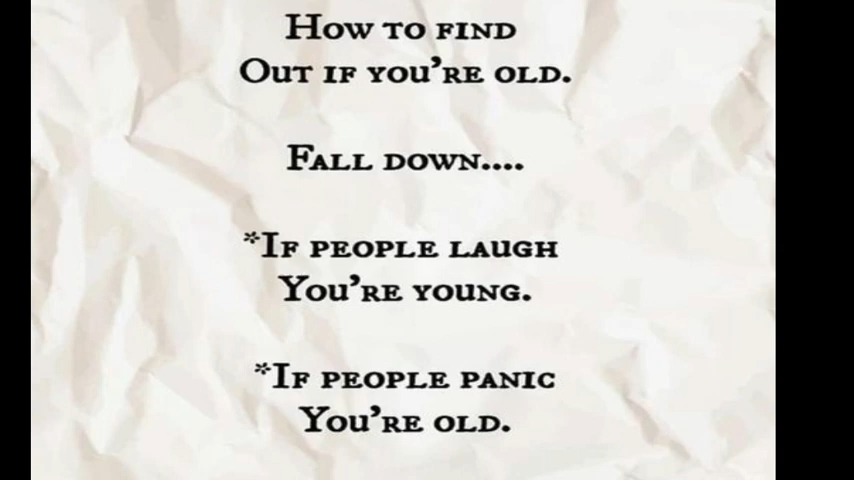 How to find
Out if you're old.
Fall down....
*If people laugh
You're young.
*If people panic
You're old.